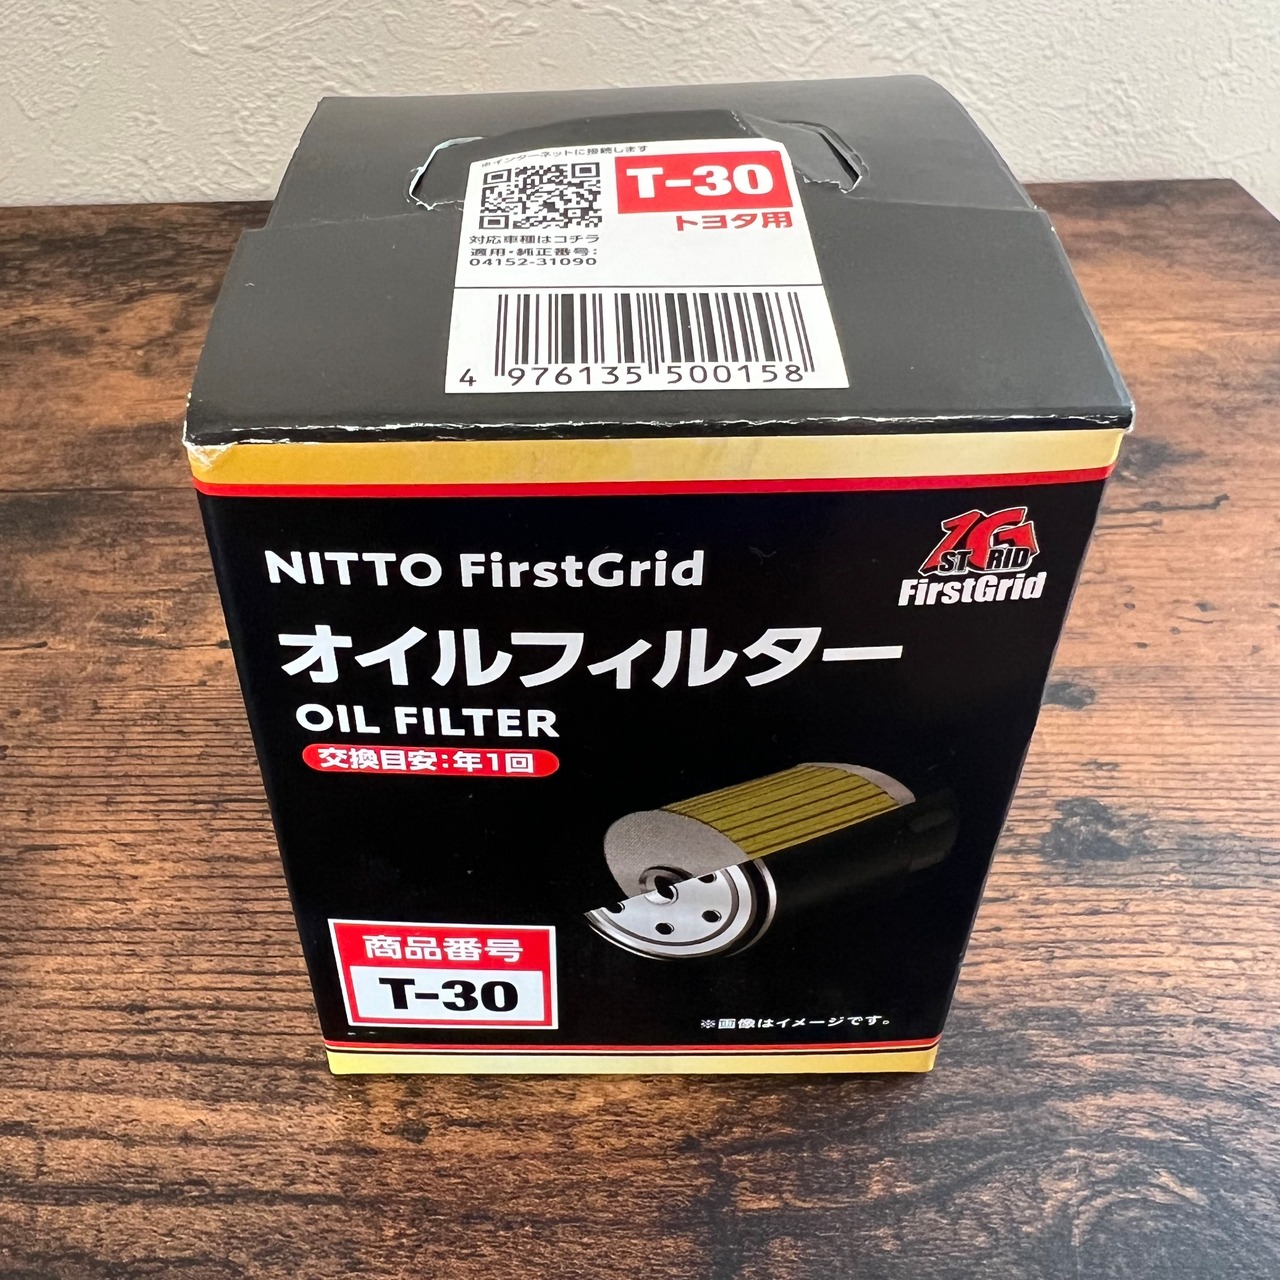 ※インターネットに接続します
T-30
トヨタ用
対応車種はコチラ
適用・純正番号：
04152-31090
4 976135 500158
NITTO FirstGrid
1G
ST GRID
FirstGrid
オイルフィルター
OIL FILTER
交換目安：年1回
商品番号
T-30
※画像はイメージです。